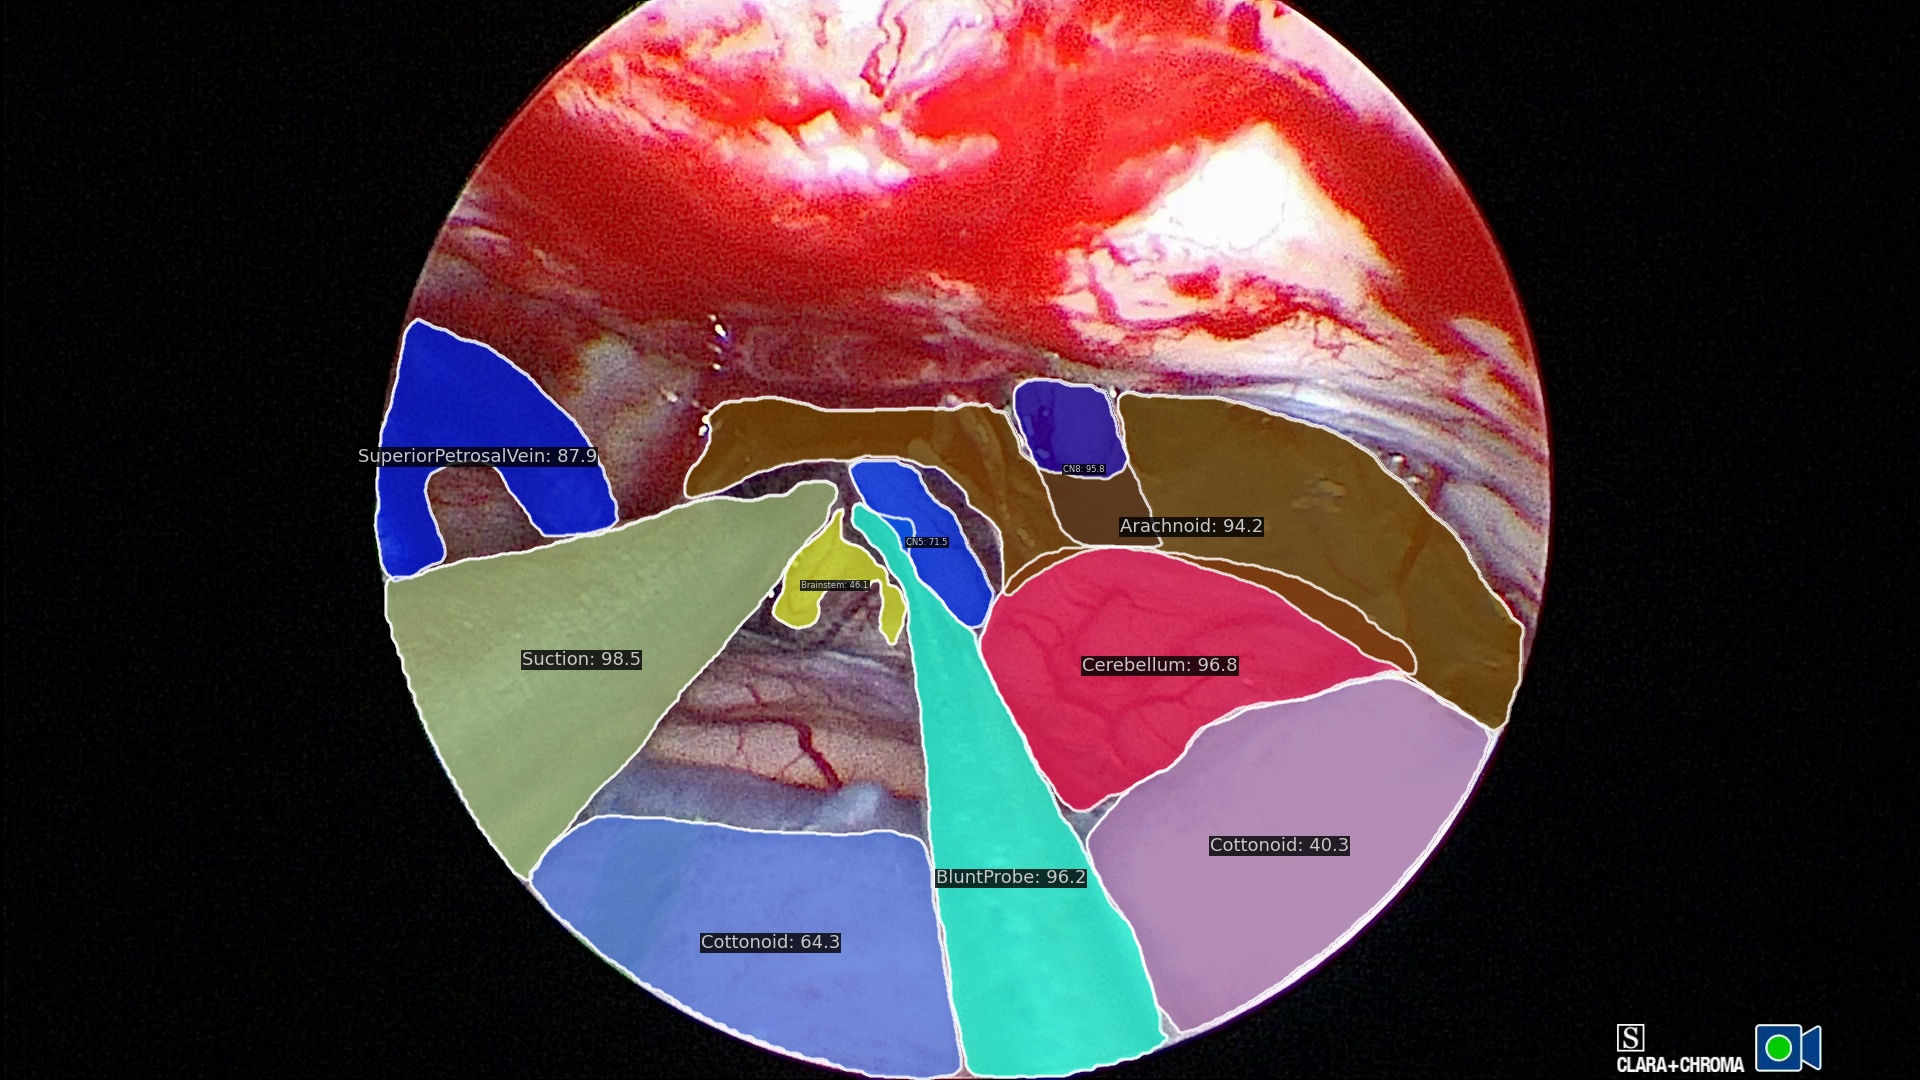 SuperiorPetrosalVein: 87.9
CN8: 95.8
Arachnoid: 94.2
CN5: 71.5
Brainstem: 46.1
Suction: 98.5
Cerebellum: 96.8
Cottonoid: 40.3
BluntProbe: 96.2
Cottonoid: 64.3
S
CLARA+CHROMA